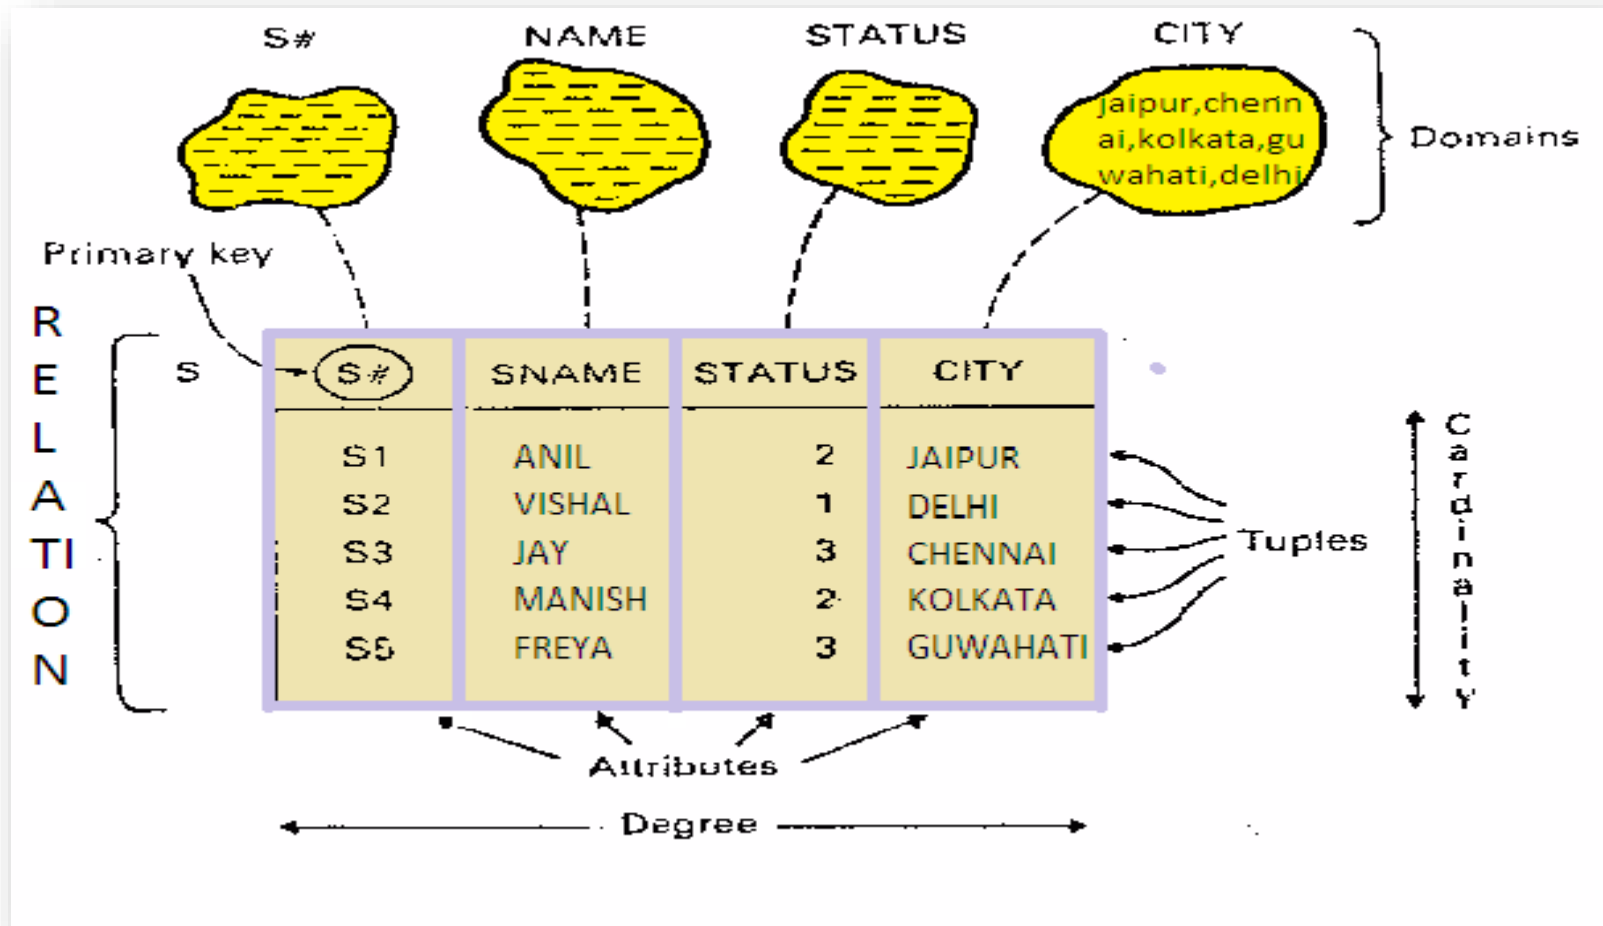 S# NAME STATUS CITY
jaipur,chenn
ai,kolkata,gu
wahati,delhi
Domains
Primary key
RELATION
S S# SNAME STATUS CITY
S1 ANIL 2 JAIPUR
S2 VISHAL 1 DELHI
S3 JAY 3 CHENNAI
S4 MANISH 2 KOLKATA
S5 FREYA 3 GUWAHATI
Tuples
Cardinality
Attributes
Degree